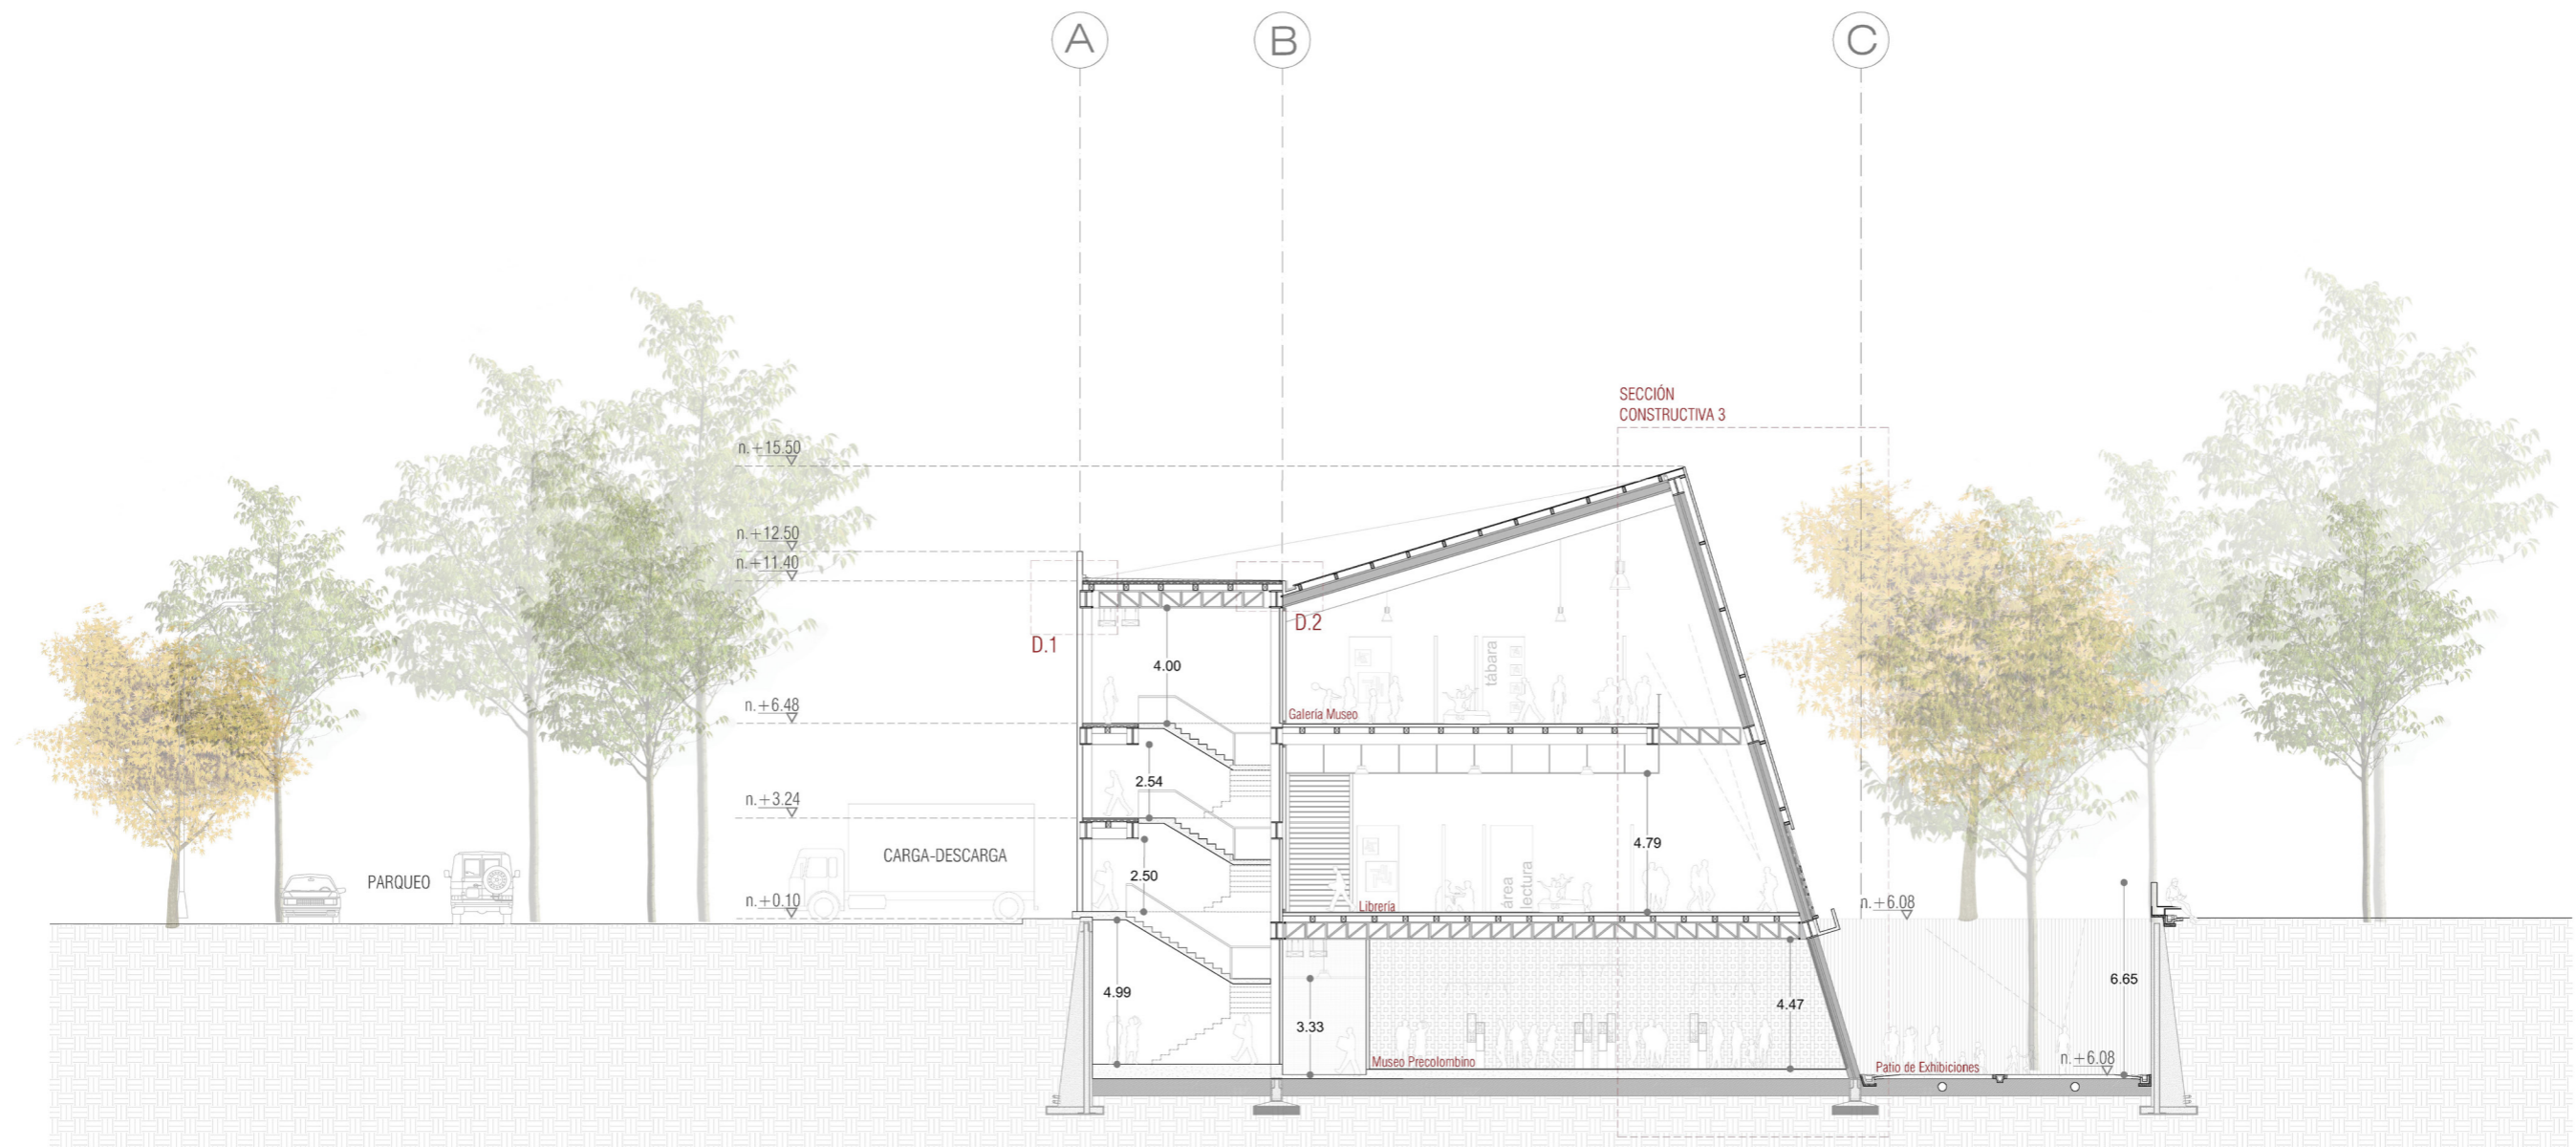 A
B
C
SECCIÓN
CONSTRUCTIVA 3
n.+15.50
n.+12.50
n.+11.40
D.1
D.2
4.00
tábara
n.+6.48
Galería Museo
2.54
n.+3.24
4.79
CARGA-DESCARGA
PARQUEO
2.50
área
lectura
n.+0.10
Librería
n.+6.08
4.99
3.33
4.47
6.65
Museo Precolombino
Patio de Exhibiciones
n.+6.08